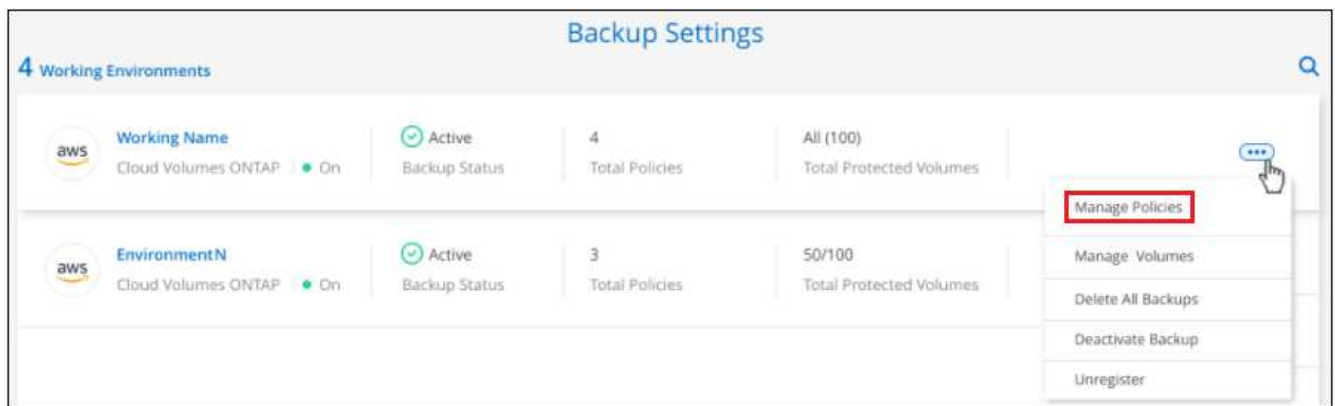 Backup Settings
4 Working Environments
aws
Working Name
Cloud Volumes ONTAP
On
Active
Backup Status
4
Total Policies
All (100)
Total Protected Volumes
Manage Policies
Manage Volumes
Delete All Backups
Deactivate Backup
Unregister
aws
EnvironmentN
Cloud Volumes ONTAP
On
Active
Backup Status
3
Total Policies
50/100
Total Protected Volumes